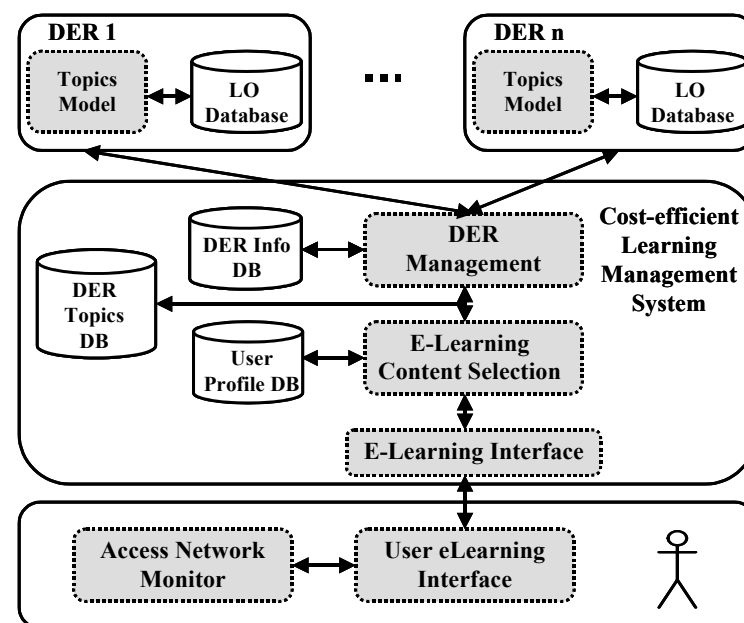 DER 1
Topics
Model
LO
Database
...
DER n
Topics
Model
LO
Database
Cost-efficient
Learning
Management
System
DER Info
DB
DER
Management
DER
Topics
DB
User
Profile DB
E-Learning
Content Selection
E-Learning Interface
Access Network
Monitor
User eLearning
Interface